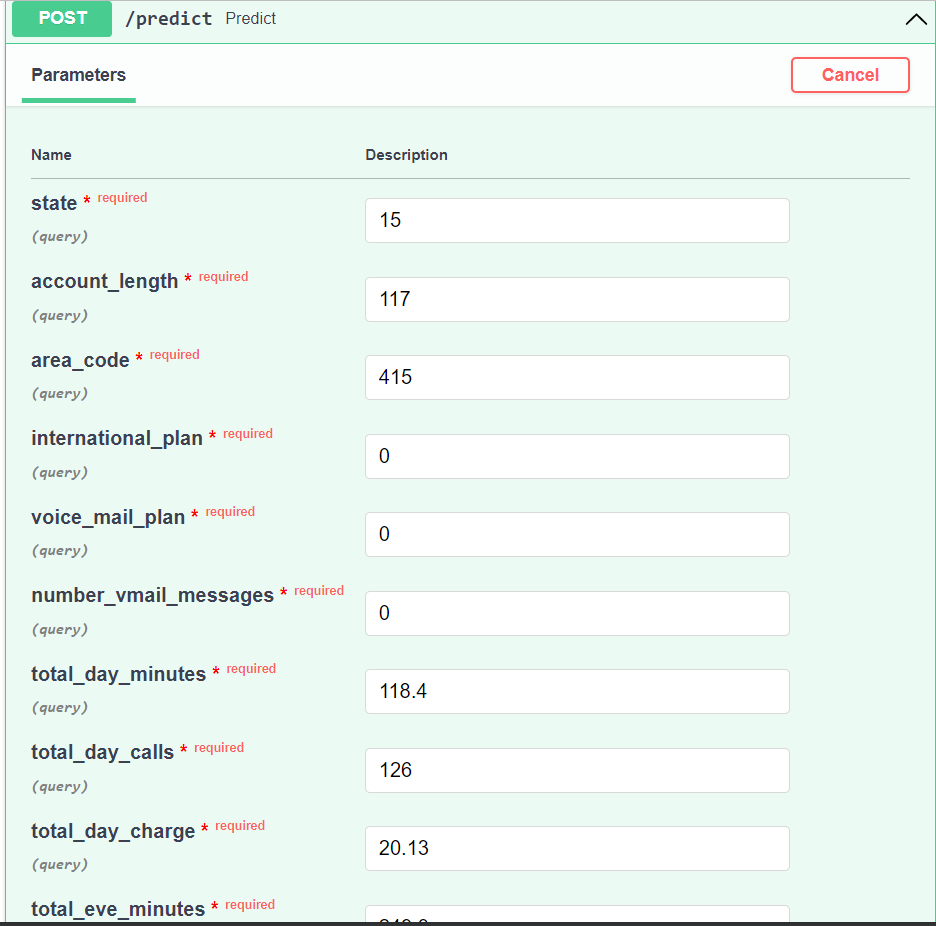 POST /predict Predict
Parameters Cancel
Name Description
state * required
(query)
15
account_length * required
(query)
117
area_code * required
(query)
415
international_plan * required
(query)
0
voice_mail_plan * required
(query)
0
number_vmail_messages * required
(query)
0
total_day_minutes * required
(query)
118.4
total_day_calls * required
(query)
126
total_day_charge * required
(query)
20.13
total_eve_minutes * required